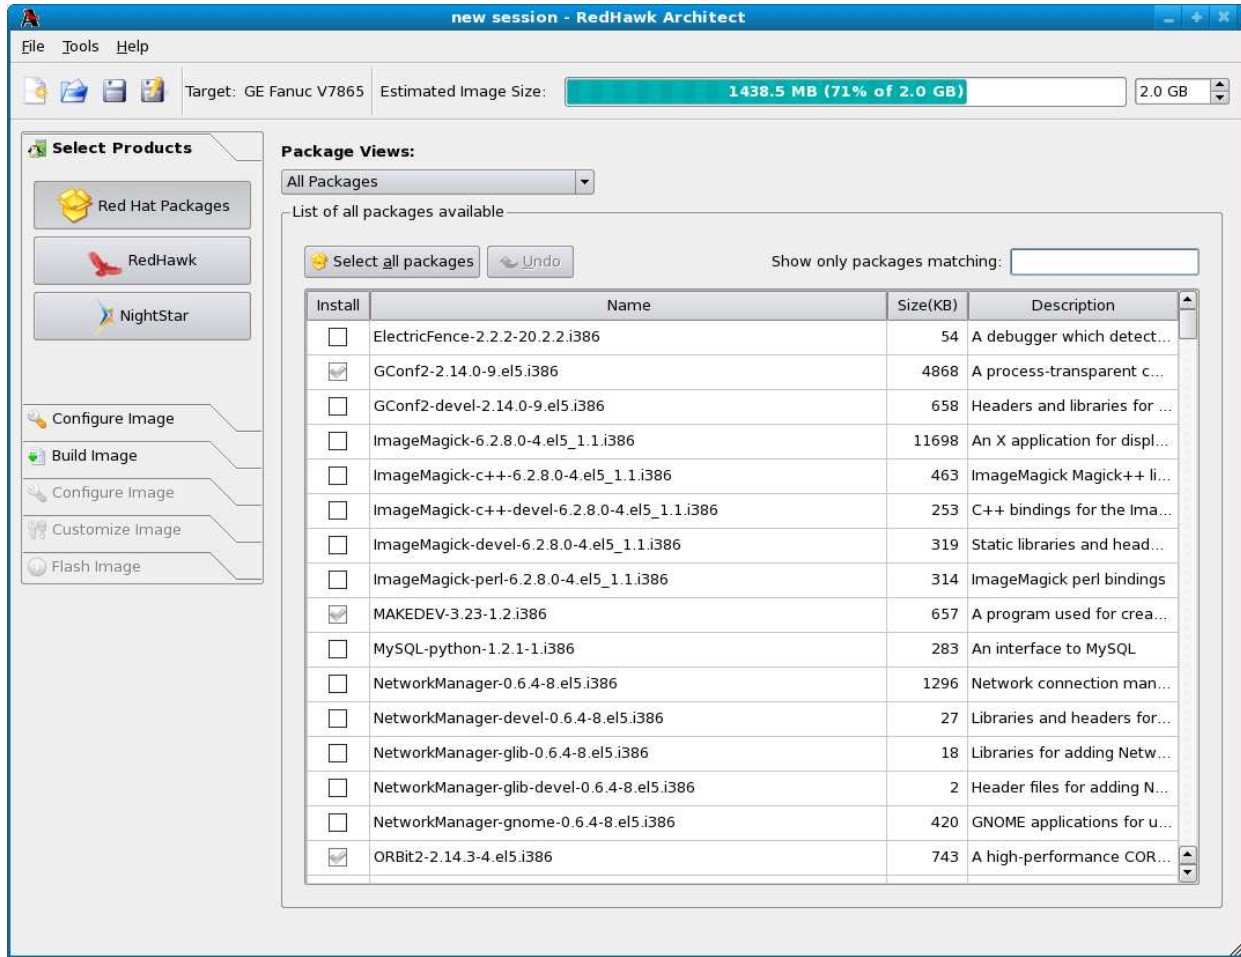 new session - RedHawk Architect
File Tools Help
Target: GE Fanuc V7865 Estimated Image Size: 1438.5 MB (71% of 2.0 GB) 2.0 GB
Select Products
Red Hat Packages
RedHawk
NightStar
Configure Image
Build Image
Configure Image
Customize Image
Flash Image
Package Views:
All Packages
List of all packages available
Select all packages Undo Show only packages matching:
Install Name Size(KB) Description
ElectricFence-2.2.2-20.2.2.i386 54 A debugger which detect...
GConf2-2.14.0-9.el5.i386 4868 A process-transparent c...
GConf2-devel-2.14.0-9.el5.i386 658 Headers and libraries for ...
ImageMagick-6.2.8.0-4.el5_1.1.i386 11698 An X application for displ...
ImageMagick-c++-6.2.8.0-4.el5_1.1.i386 463 ImageMagick Magick++ li...
ImageMagick-c++-devel-6.2.8.0-4.el5_1.1.i386 253 C++ bindings for the Ima...
ImageMagick-devel-6.2.8.0-4.el5_1.1.i386 319 Static libraries and head...
ImageMagick-perl-6.2.8.0-4.el5_1.1.i386 314 ImageMagick perl bindings
MAKEDEV-3.23-1.2.i386 657 A program used for crea...
MySQL-python-1.2.1-1.i386 283 An interface to MySQL
NetworkManager-0.6.4-8.el5.i386 1296 Network connection man...
NetworkManager-devel-0.6.4-8.el5.i386 27 Libraries and headers for...
NetworkManager-glib-0.6.4-8.el5.i386 18 Libraries for adding Netw...
NetworkManager-glib-devel-0.6.4-8.el5.i386 2 Header files for adding N...
NetworkManager-gnome-0.6.4-8.el5.i386 420 GNOME applications for u...
ORBit2-2.14.3-4.el5.i386 743 A high-performance COR...